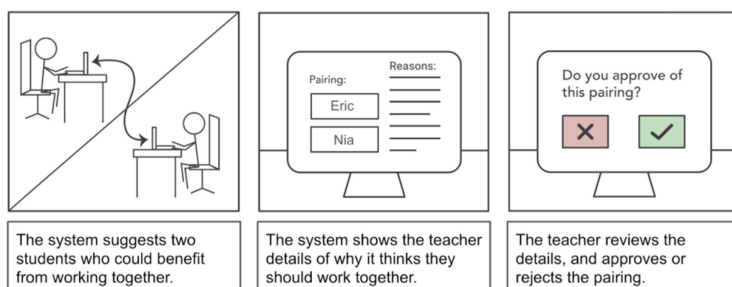 Pairing:
Eric
Nia
Reasons:
Do you approve of
this pairing?
The system suggests two
students who could benefit
from working together.
The system shows the teacher
details of why it thinks they
should work together.
The teacher reviews the
details, and approves or
rejects the pairing.